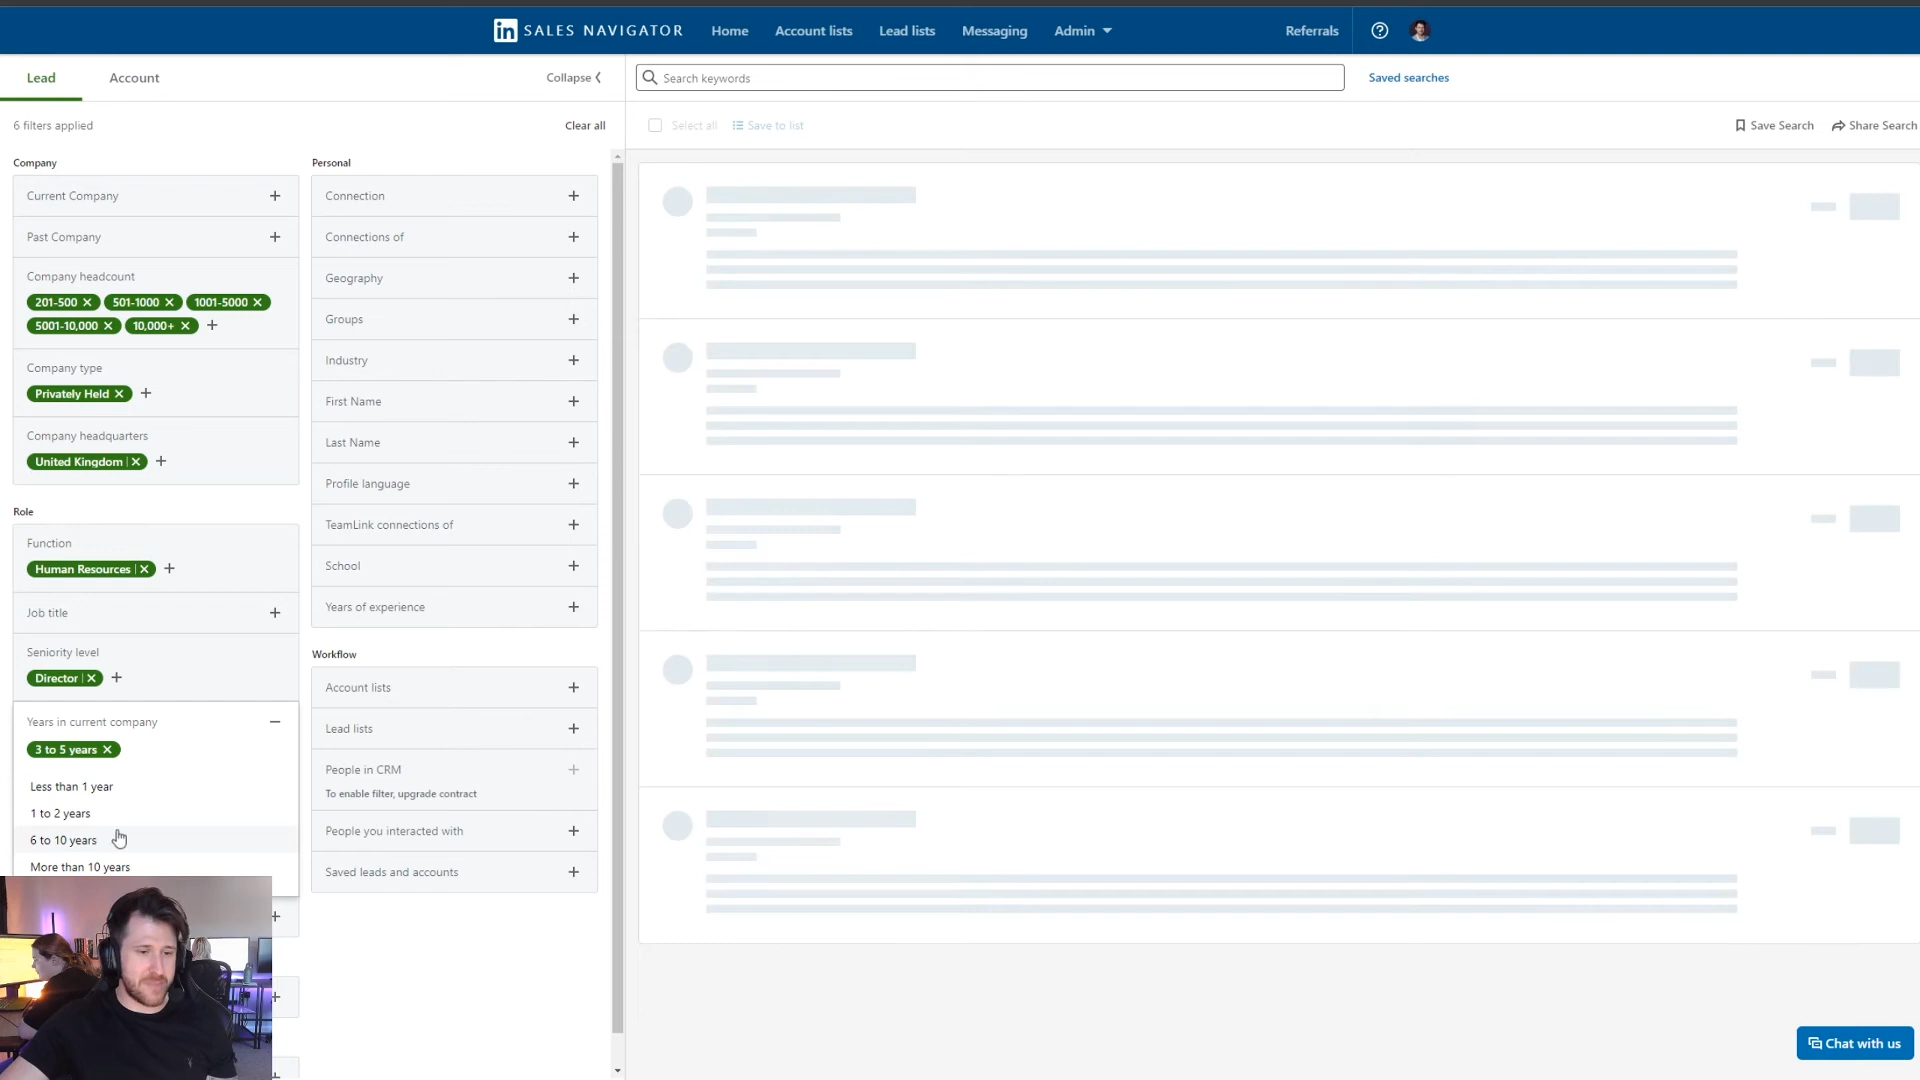 in SALES NAVIGATOR
Home
Account lists
Lead lists
Messaging
Admin
Referrals
Lead
Account
Collapse
Search keywords
Saved searches
6 filters applied
Clear all
Select all
Save to list
Save Search
Share Search
Company
Current Company
Past Company
Company headcount
201-500
501-1000
1001-5000
5001-10,000
10,000+
Company type
Privately Held
Company headquarters
United Kingdom
Role
Function
Human Resources
Job title
Seniority level
Director
Years in current company
3 to 5 years
Less than 1 year
1 to 2 years
6 to 10 years
More than 10 years
Personal
Connection
Connections of
Geography
Groups
Industry
First Name
Last Name
Profile language
TeamLink connections of
School
Years of experience
Workflow
Account lists
Lead lists
People in CRM
To enable filter, upgrade contract
People you interacted with
Saved leads and accounts
Chat with us